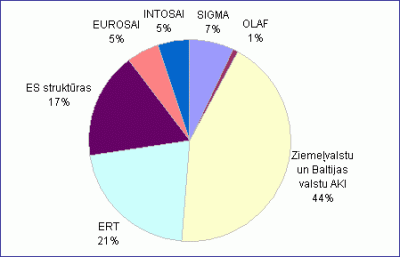 INTOSAI
5%
SIGMA
7%
OLAF
1%
EUROSAI
5%
ES struktūras
17%
Ziemeļvalstu
un Baltijas
valstu AKI
44%
ERT
21%